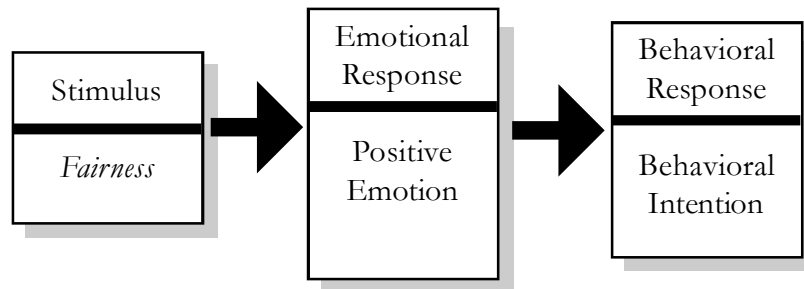 Stimulus
Fairness
Emotional
Response
Positive
Emotion
Behavioral
Response
Behavioral
Intention